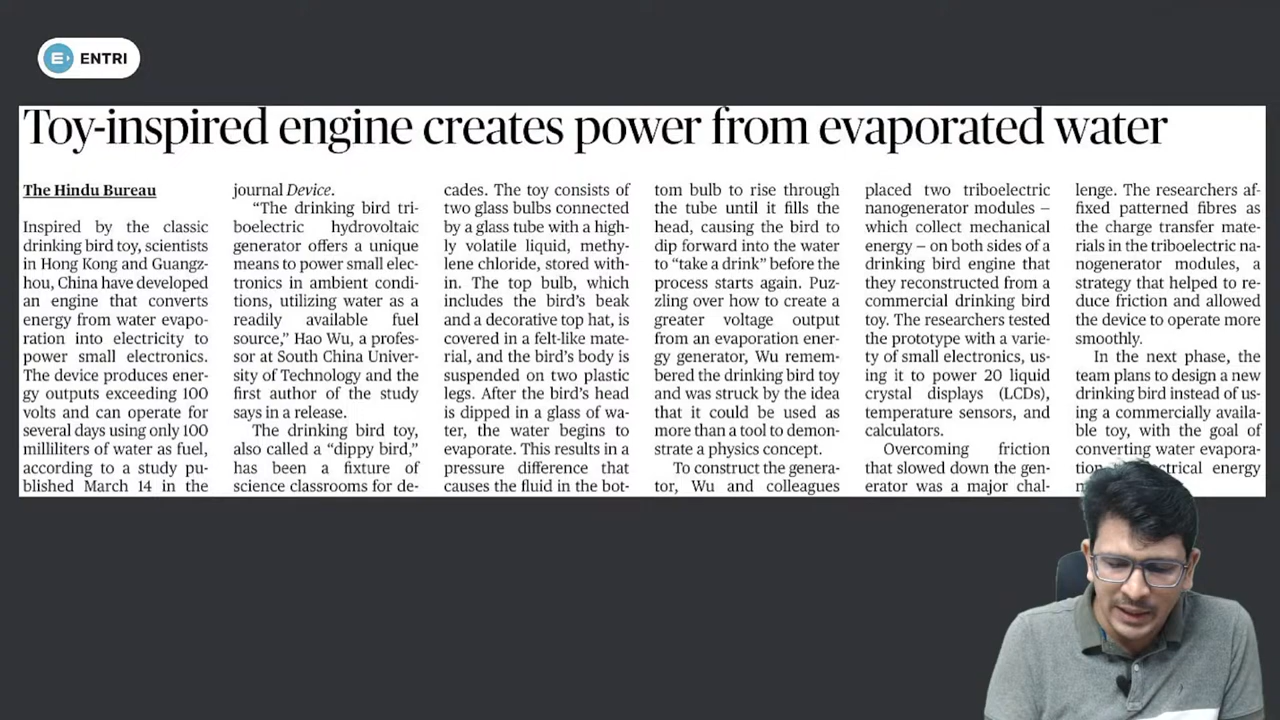 ENTRI
Toy-inspired engine creates power from evaporated water
The Hindu Bureau
Inspired by the classic
drinking bird toy, scientists
in Hong Kong and Guangz-
hou, China have developed
an engine that converts
energy from water evapo-
ration into electricity to
power small electronics.
The device produces ener-
gy outputs exceeding 100
volts and can operate for
several days using only 100
milliliters of water as fuel,
according to a study pu-
blished March 14 in the
journal Device.
“The drinking bird tri-
boelectric hydrovoltaic
generator offers a unique
means to power small elec-
tronics in ambient condi-
tions, utilizing water as a
readily available fuel
source,” Hao Wu, a profes-
sor at South China Univer-
sity of Technology and the
first author of the study
says in a release.
The drinking bird toy,
also called a “dippy bird,”
has been a fixture of
science classrooms for de-
cades. The toy consists of
two glass bulbs connected
by a glass tube with a high-
ly volatile liquid, methy-
lene chloride, stored with-
in. The top bulb, which
includes the bird’s beak
and a decorative top hat, is
covered in a felt-like mate-
rial, and the bird’s body is
suspended on two plastic
legs. After the bird’s head
is dipped in a glass of wa-
ter, the water begins to
evaporate. This results in a
pressure difference that
causes the fluid in the bot-
tom bulb to rise through
the tube until it fills the
head, causing the bird to
dip forward into the water
to “take a drink” before the
process starts again. Puz-
zling over how to create a
greater voltage output
from an evaporation ener-
gy generator, Wu remem-
bered the drinking bird toy
and was struck by the idea
that it could be used as
more than a tool to demon-
strate a physics concept.
To construct the genera-
tor, Wu and colleagues
placed two triboelectric
nanogenerator modules –
which collect mechanical
energy – on both sides of a
drinking bird engine that
they reconstructed from a
commercial drinking bird
toy. The researchers tested
the prototype with a varie-
ty of small electronics, us-
ing it to power 20 liquid
crystal displays (LCDs),
temperature sensors, and
calculators.
Overcoming friction
that slowed down the gen-
erator was a major chal-
lenge. The researchers af-
fixed patterned fibres as
the charge transfer mate-
rials in the triboelectric na-
nogenerator modules, a
strategy that helped to re-
duce friction and allowed
the device to operate more
smoothly.
In the next phase, the
team plans to design a new
drinking bird instead of us-
ing a commercially availa-
ble toy, with the goal of
converting water evapora-
energy